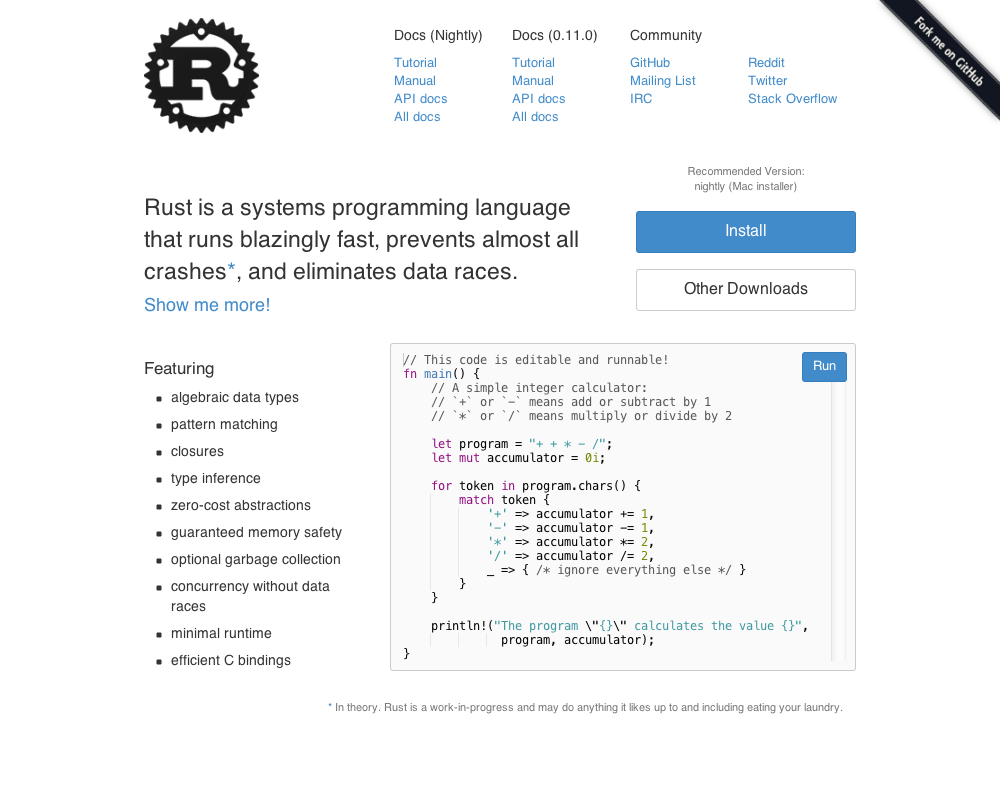 R
Docs (Nightly)
Tutorial
Manual
API docs
All docs
Docs (0.11.0)
Tutorial
Manual
API docs
All docs
Community
GitHub
Mailing List
IRC
Reddit
Twitter
Stack Overflow
Fork me on GitHub
Rust is a systems programming language
that runs blazingly fast, prevents almost all
crashes*, and eliminates data races.
Show me more!
Recommended Version:
nightly (Mac installer)
Install
Other Downloads
Featuring
algebraic data types
pattern matching
closures
type inference
zero-cost abstractions
guaranteed memory safety
optional garbage collection
concurrency without data
races
minimal runtime
efficient C bindings
Run
// This code is editable and runnable!
fn main() {
    // A simple integer calculator:
    // `+` or `-` means add or subtract by 1
    // `*` or `/` means multiply or divide by 2

    let program = "+ + * - /";
    let mut accumulator = 0i;

    for token in program.chars() {
        match token {
            '+' => accumulator += 1,
            '-' => accumulator -= 1,
            '*' => accumulator *= 2,
            '/' => accumulator /= 2,
            _ => { /* ignore everything else */ }
        }
    }

    println!("The program \"{}\" calculates the value {}",
              program, accumulator);
}
* In theory. Rust is a work-in-progress and may do anything it likes up to and including eating your laundry.